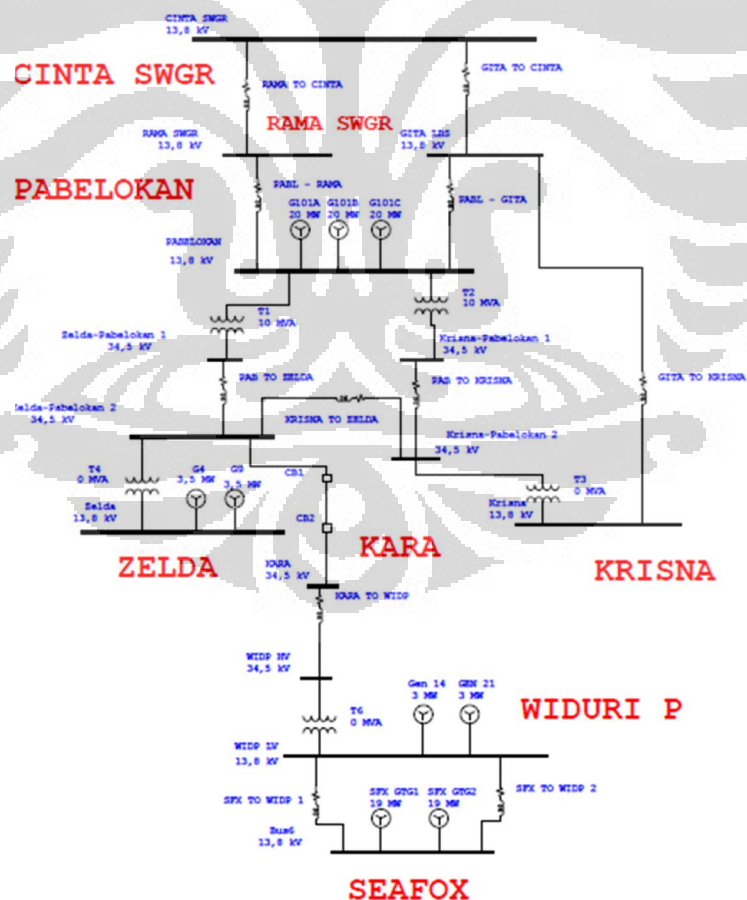 CINTA SWGR
13,8 kV
CINTA SWGR
RAMA TO CINTA
GITA TO CINTA
RAMA SWGR
RAMA SWGR
13,8 kV
GITA LBS
13,8 kV
PABELOKAN
PABL - RAMA
PABL - GITA
G101A
20 MW
G101B
20 MW
G101C
20 MW
PABELOKAN
13,8 kV
T1
10 MVA
T2
10 MVA
Zelda-Pabelokan 1
34,5 kV
Krisna-Pabelokan 1
34,5 kV
PAB TO ZELDA
PAB TO KRISNA
GITA TO KRISNA
elda-Pabelokan 2
34,5 kV
KRISNA TO ZELDA
Krisna-Pabelokan 2
34,5 kV
T4
0 MVA
G4
3,5 MW
G9
3,5 MW
CB1
T3
0 MVA
Zelda
13,8 kV
Krisna
13,8 kV
CB2
KARA
ZELDA
KRISNA
KARA
34,5 kV
KARA TO WIDP
WIDP HV
34,5 kV
Gen 14
3 MW
GEN 21
3 MW
WIDURI P
T6
0 MVA
WIDP LV
13,8 kV
SFX TO WIDP 1
SFX GTG1
19 MW
SFX GTG2
19 MW
SFX TO WIDP 2
Bus6
13,8 kV
SEAFOX